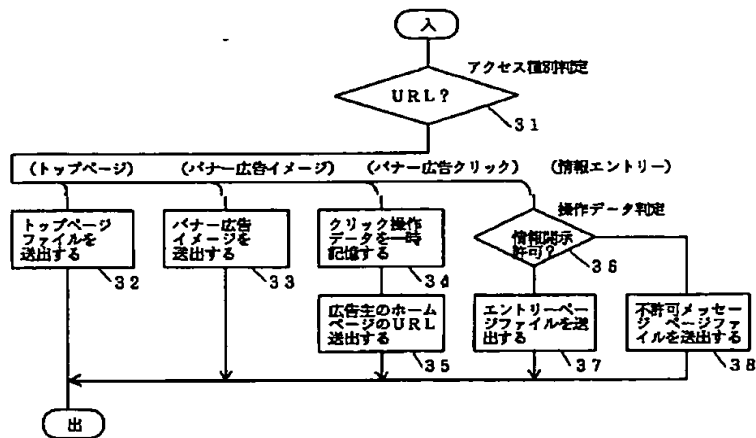 入
アクセス種別判定
URL?
31
(トップページ)
(バナー広告イメージ)
(バナー広告クリック)
(情報エントリー)
トップページ
ファイルを
送出する
32
バナー広告
イメージを
送出する
33
クリック操作
データを一時
記憶する
34
操作データ判定
情報開示
許可?
36
広告主のホーム
ページのURL
送出する
35
エントリーペー
ジファイルを送
出する
37
不許可メッセー
ジ ページファ
イルを送出する
38
出